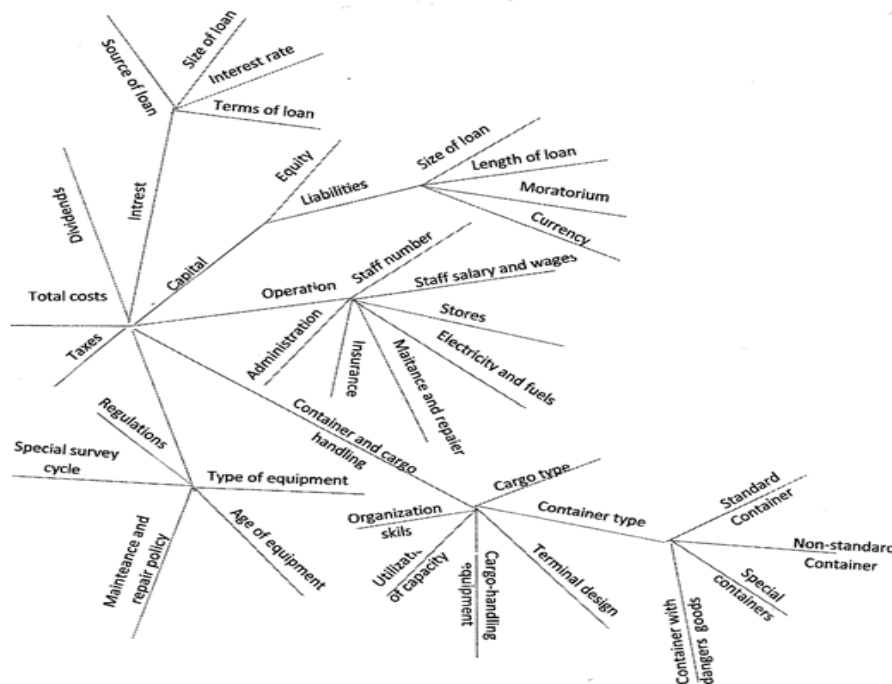 Source of loan
Size of loan
Interest rate
Terms of loan
Dividends
Intrest
Equity
Liabilities
Size of loan
Length of loan
Moratorium
Currency
Capital
Total costs
Taxes
Operation
Staff number
Staff salary and wages
Stores
Electricity and fuels
Administration
Insurance
Maitance and repaier
Container and cargo
handling
Regulations
Special survey
cycle
Type of equipment
Age of equipment
Mainteance and
repair policy
Cargo type
Container type
Organization
skils
of capacity
Cargo-handling
equipment
Terminal design
Standard
Container
Non-standard
Container
Special
containers
Container with
dangers goods